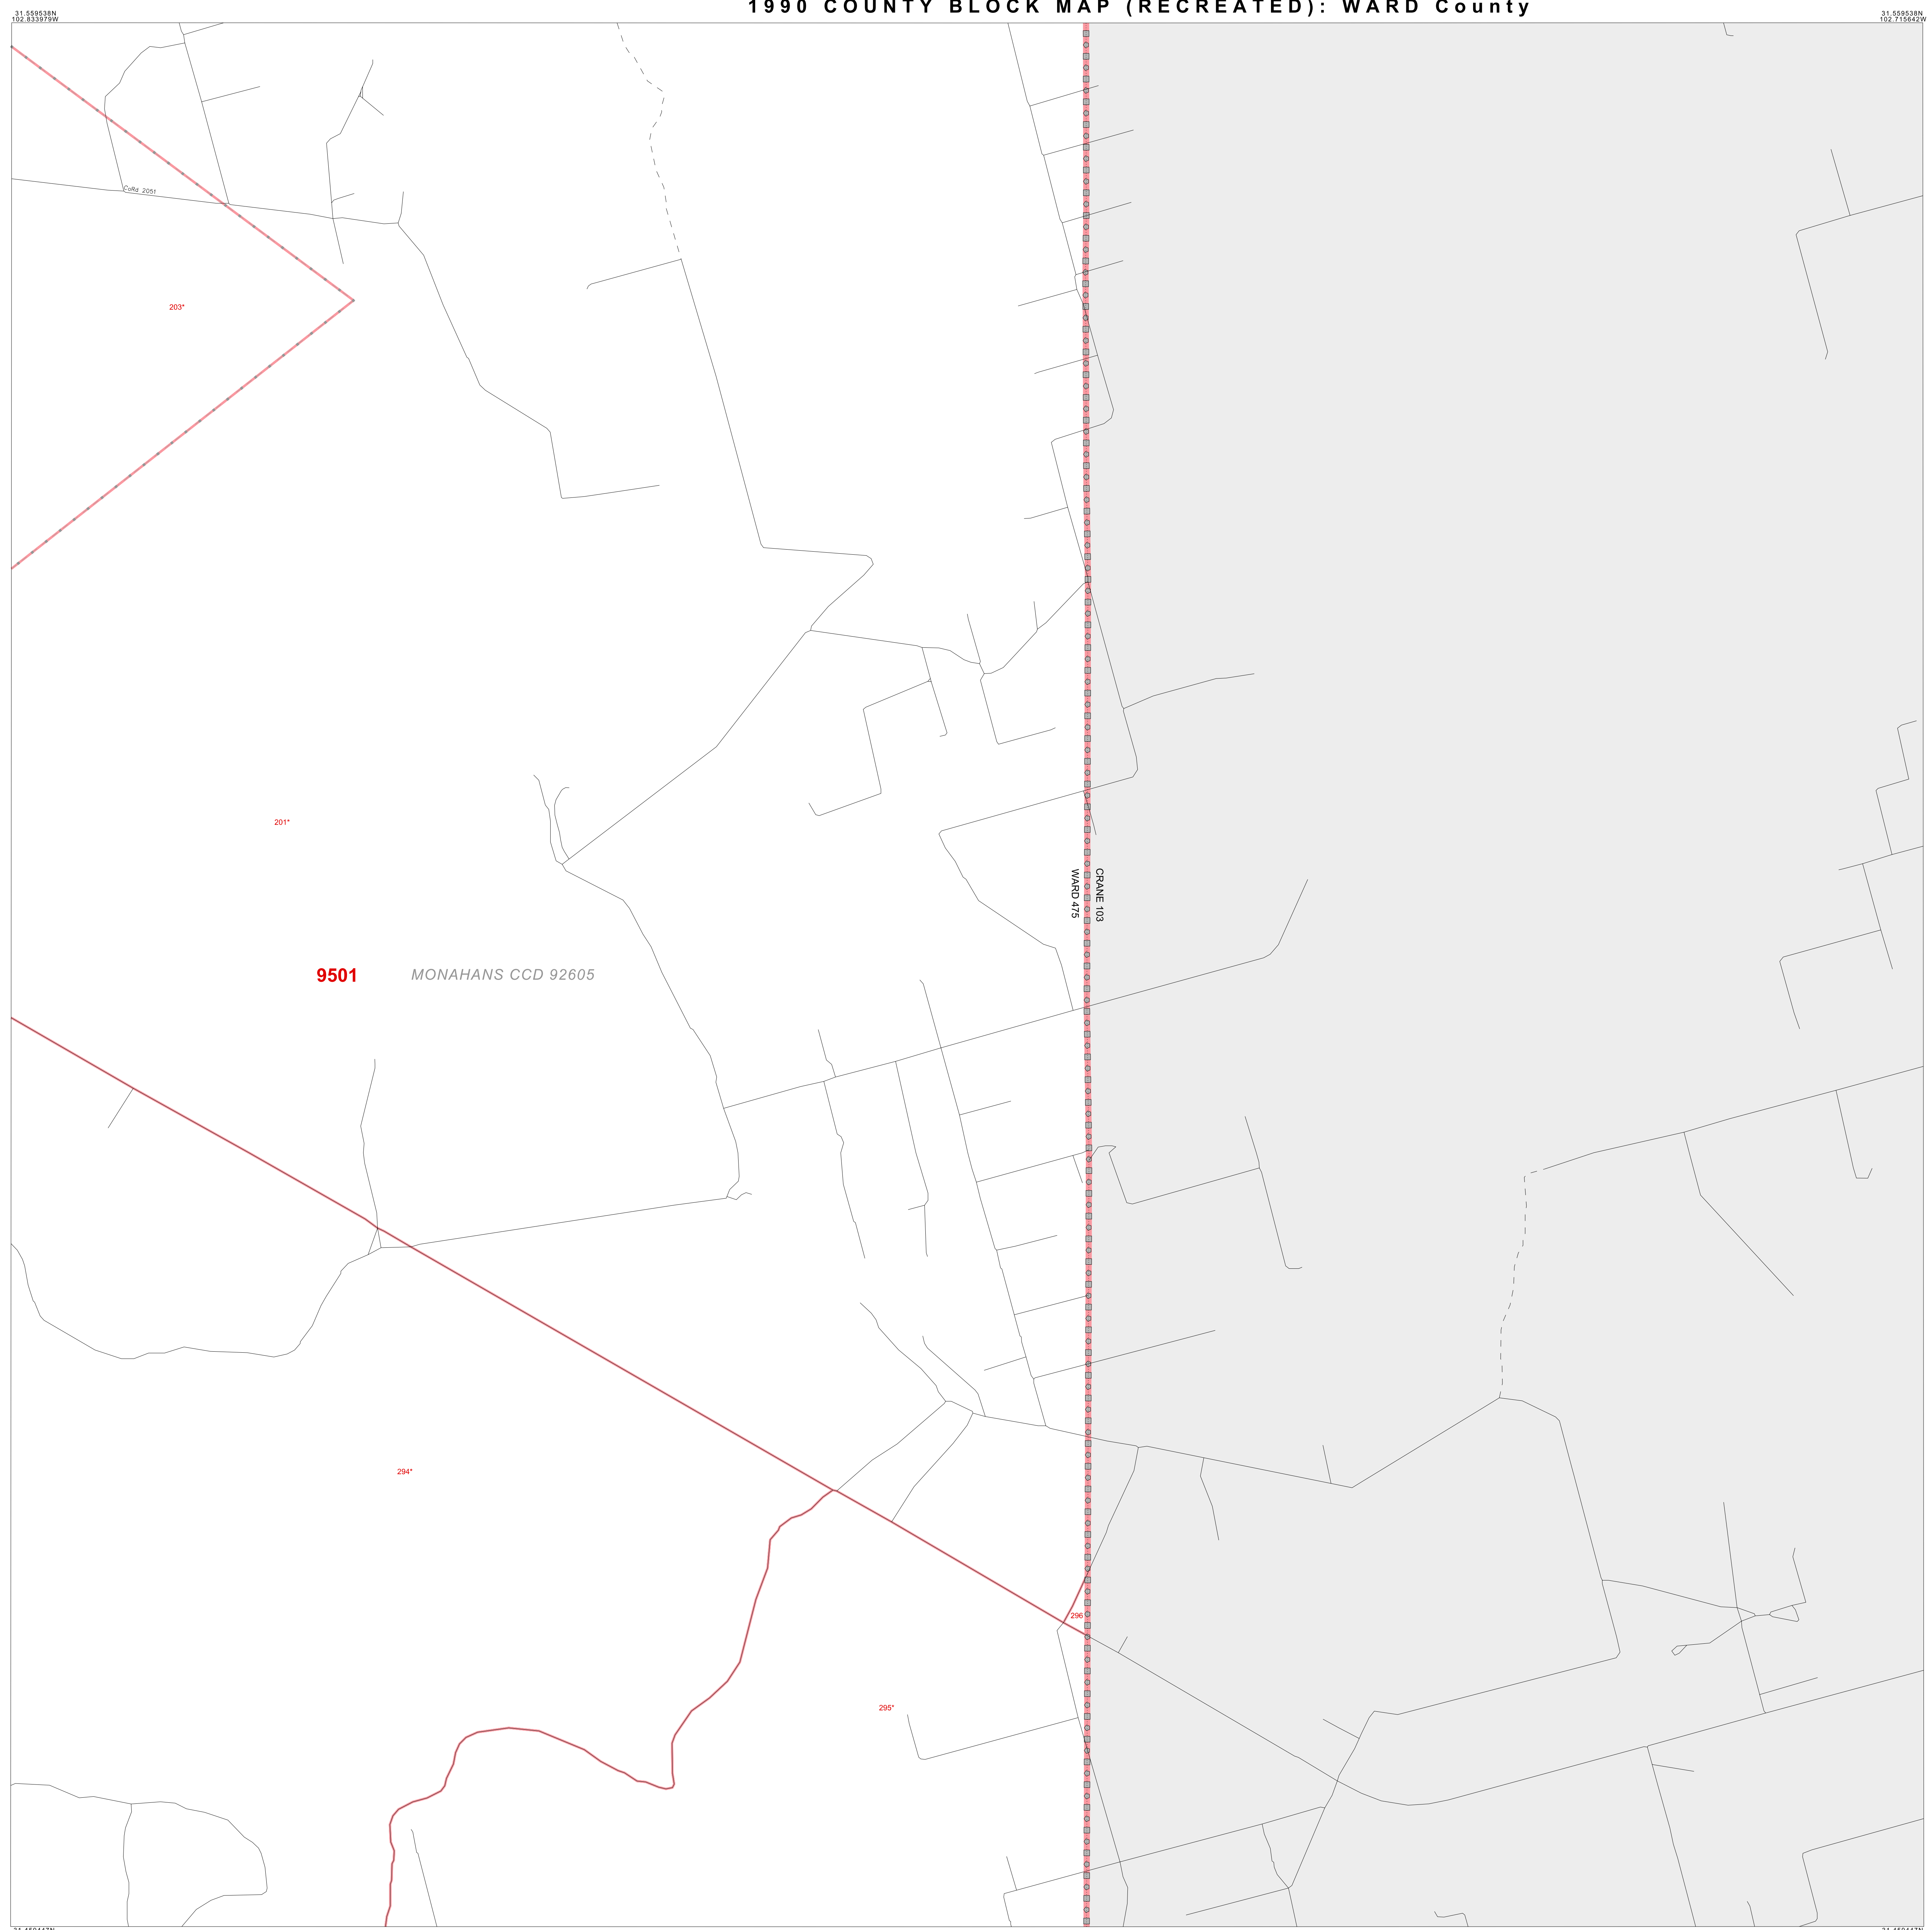 1990 COUNTY BLOCK MAP (RECREATED): WARD County
31.559538N
102.833979W
31.559538N
102.715642W
CoRd 205t
203*
201*
WARD 475
CRANE 103
9501
MONAHANS CCD 92605
294*
296
295*